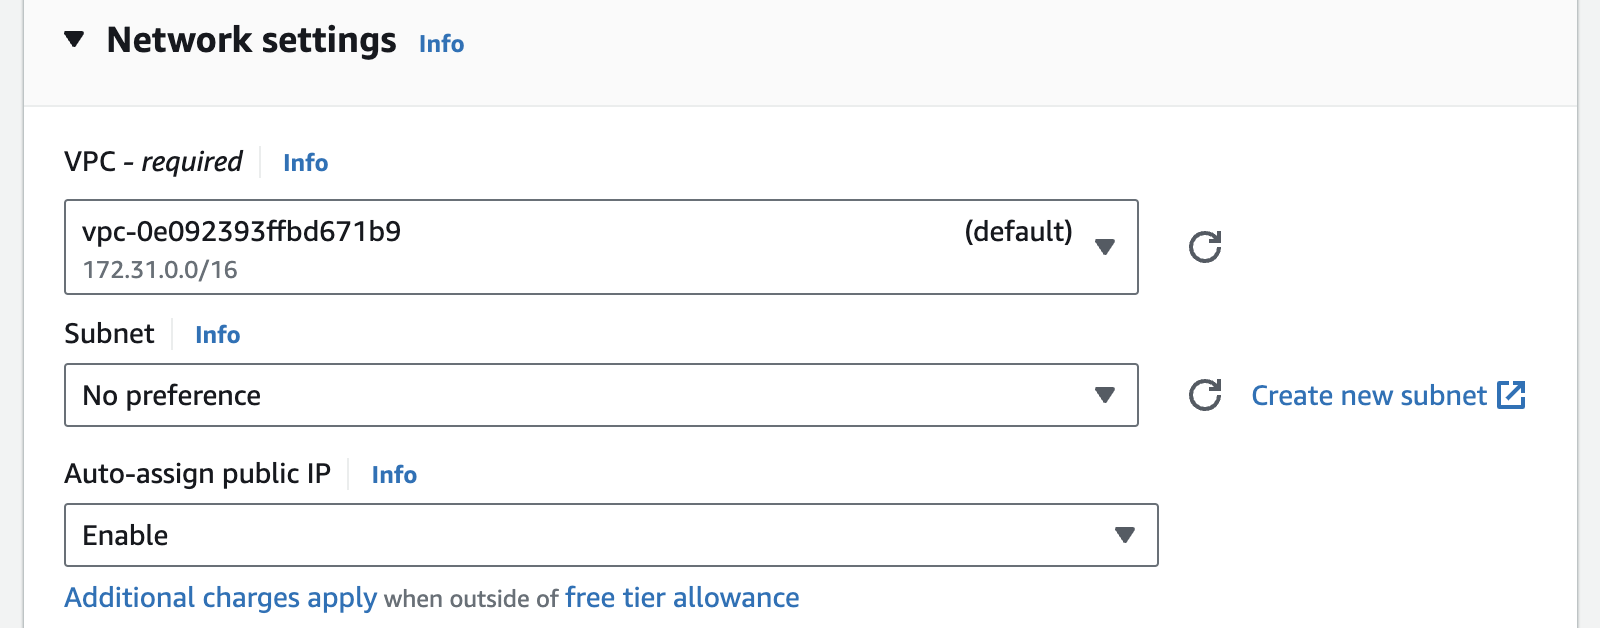 Network settings Info
VPC - required Info
vpc-0e092393ffbd671b9 (default)
172.31.0.0/16
Subnet Info
No preference
Create new subnet
Auto-assign public IP Info
Enable
Additional charges apply when outside of free tier allowance